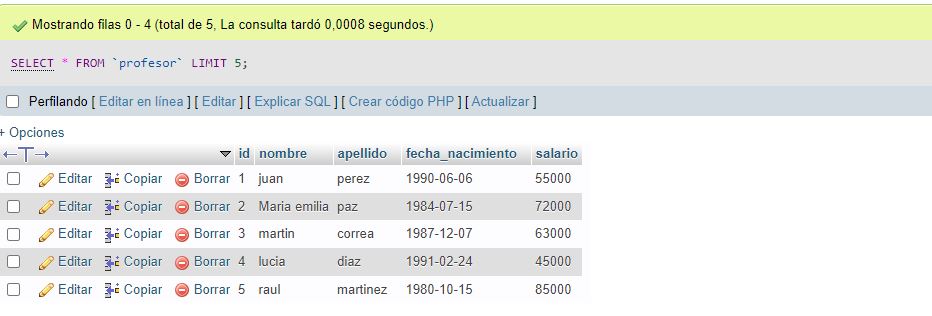 Mostrando filas 0 - 4 (total de 5, La consulta tardó 0,0008 segundos.)
SELECT * FROM `profesor` LIMIT 5;
Perfilando [ Editar en línea ] [ Editar ] [ Explicar SQL ] [ Crear código PHP ] [ Actualizar ]
+ Opciones
←T→ id nombre apellido fecha_nacimiento salario
Editar Copiar Borrar 1 juan perez 1990-06-06 55000
Editar Copiar Borrar 2 Maria emilia paz 1984-07-15 72000
Editar Copiar Borrar 3 martin correa 1987-12-07 63000
Editar Copiar Borrar 4 lucia diaz 1991-02-24 45000
Editar Copiar Borrar 5 raul martinez 1980-10-15 85000